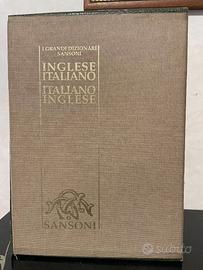 I GRANDI DIZIONARI
SANSONI
INGLESE
ITALIANO
ITALIANO
INGLESE
SANSONI
subito